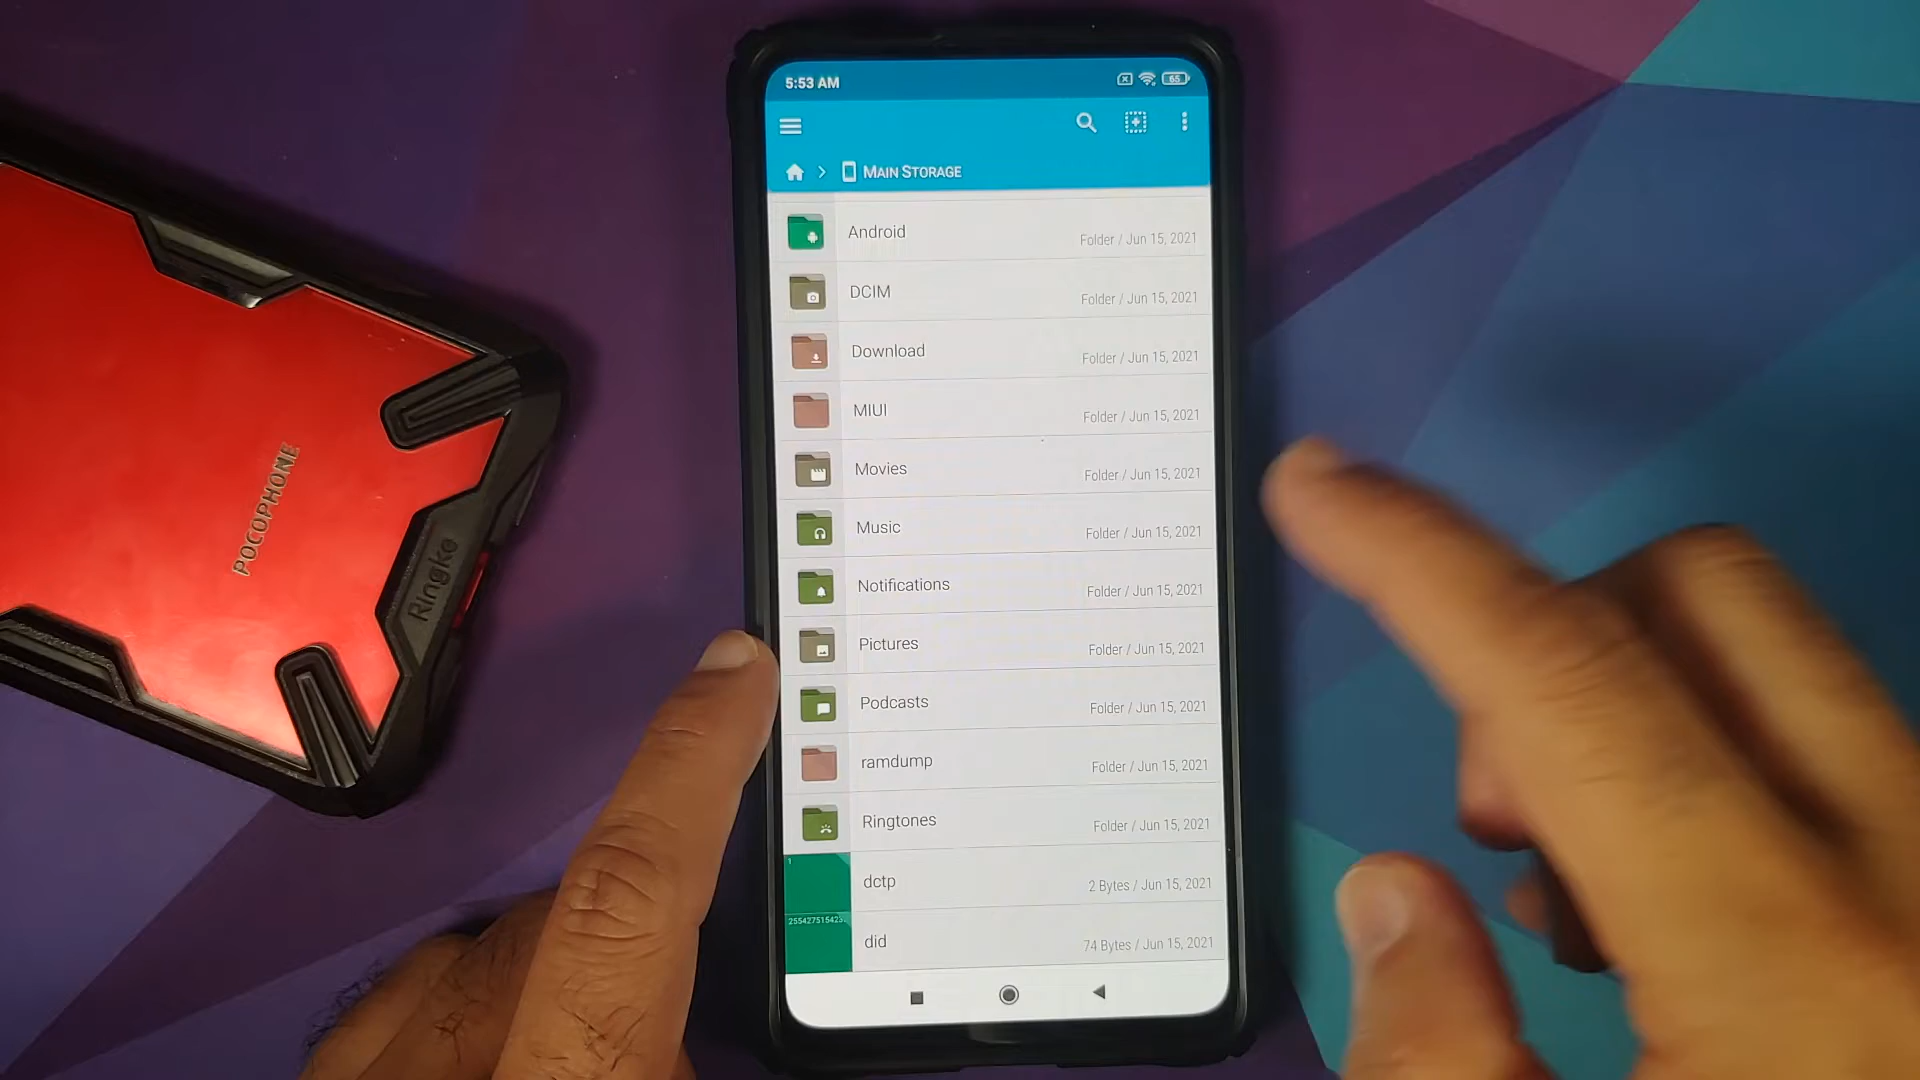 5:53 AM
65
MAIN STORAGE
Android
Folder / Jun 15, 2021
DCIM
Folder / Jun 15, 2021
Download
Folder / Jun 15, 2021
MIUI
Folder / Jun 15, 2021
Movies
Folder / Jun 15, 2021
Music
Folder / Jun 15, 2021
Notifications
Folder / Jun 15, 2021
Pictures
Folder / Jun 15, 2021
Podcasts
Folder / Jun 15, 2021
ramdump
Folder / Jun 15, 2021
Ringtones
Folder / Jun 15, 2021
1
dctp
2 Bytes / Jun 15, 2021
did
74 Bytes / Jun 15, 2021
POCOPHONE
Ringke